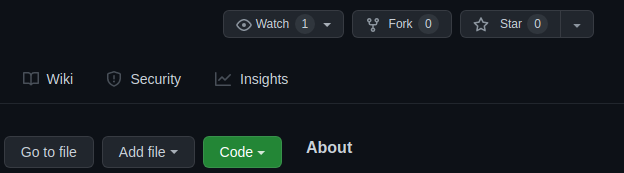 Watch 1 Fork 0 Star 0
Wiki Security Insights
Go to file Add file Code About